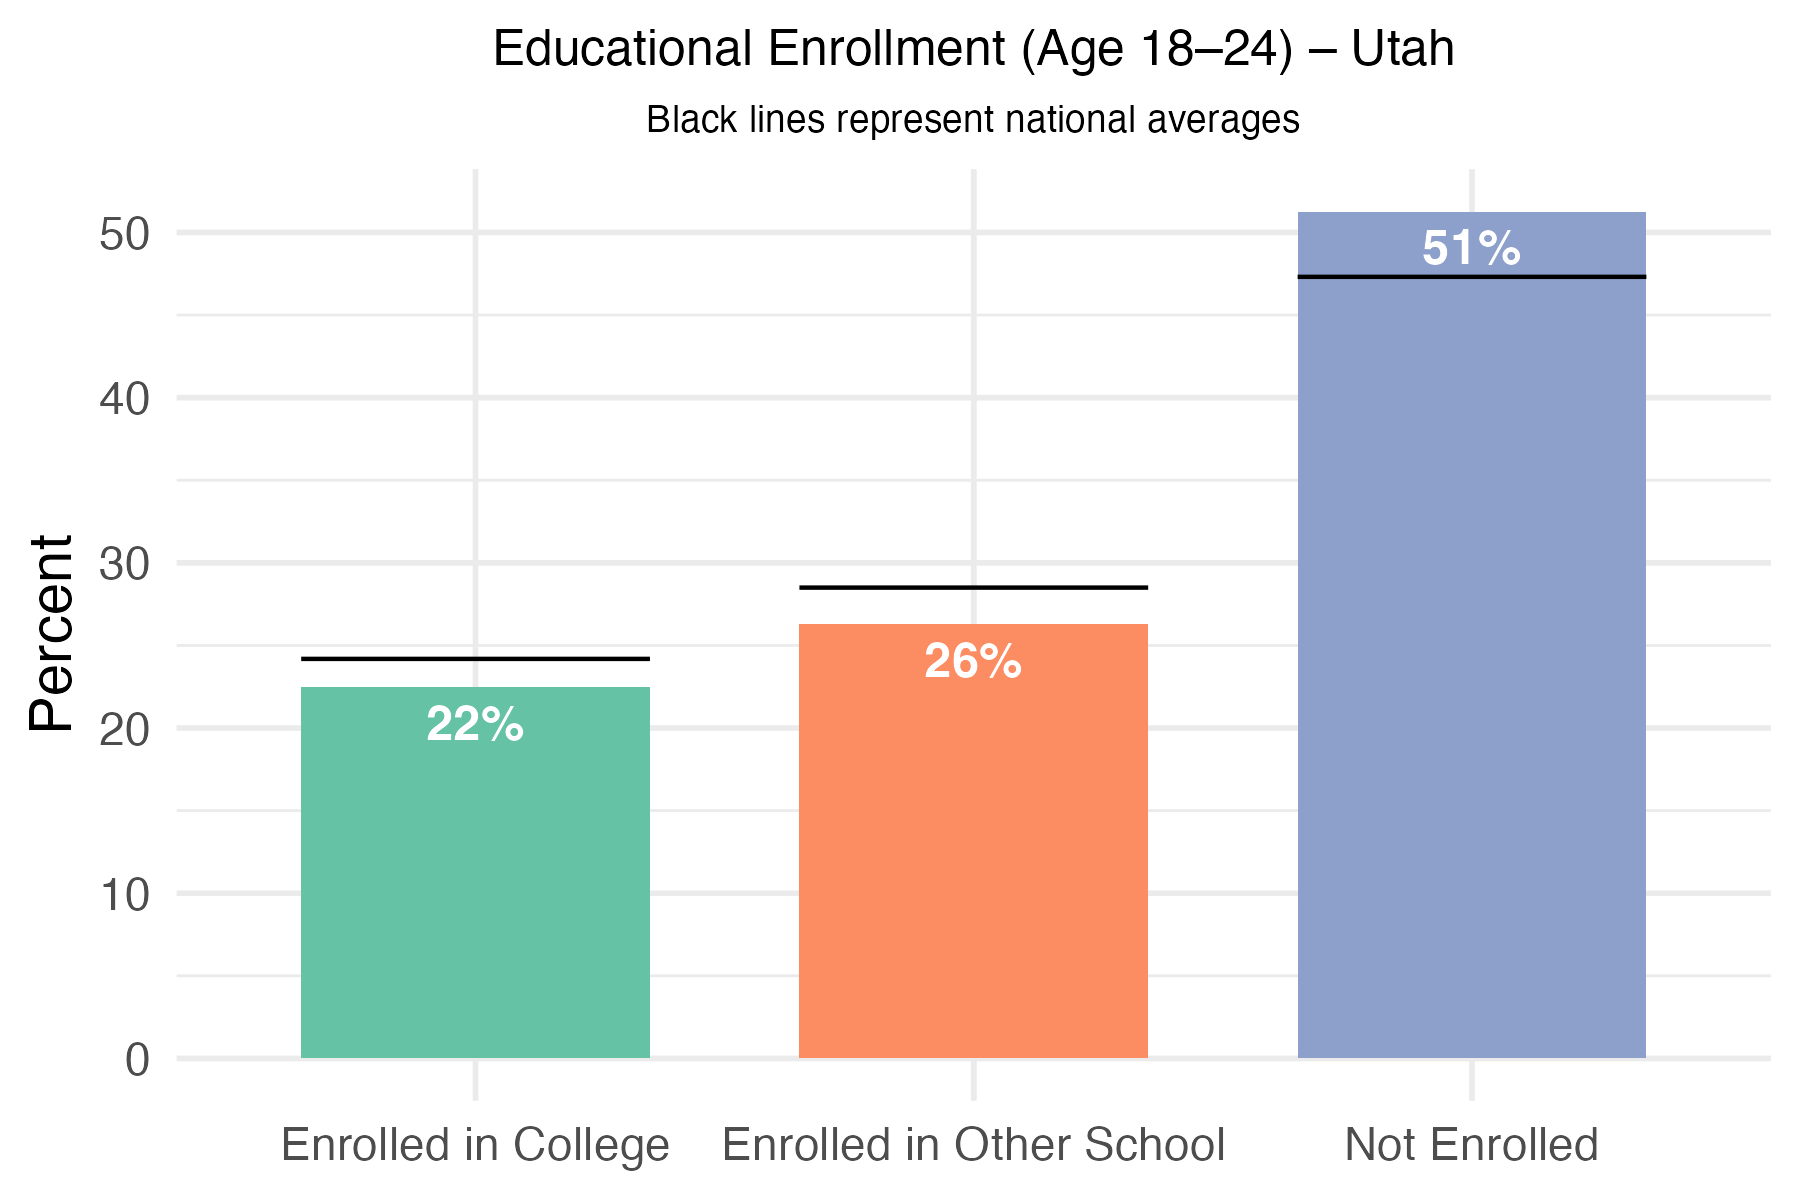 Educational Enrollment (Age 18–24) – Utah
Black lines represent national averages
Percent
50
40
30
20
10
0
22%
26%
51%
Enrolled in College
Enrolled in Other School
Not Enrolled